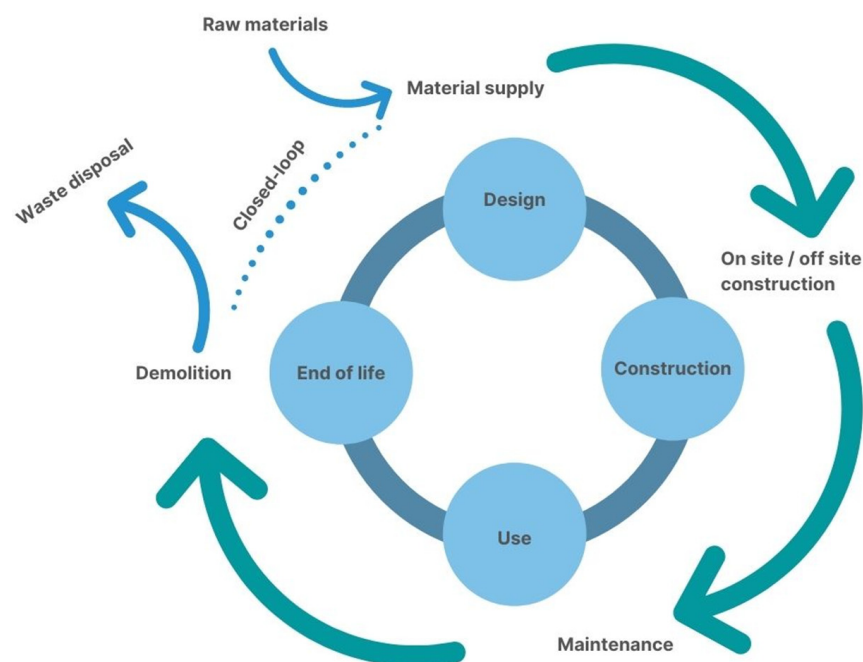 Raw materials
Material supply
Waste disposal
Closed-loop
Design
On site / off site
construction
Demolition
End of life
Construction
Use
Maintenance